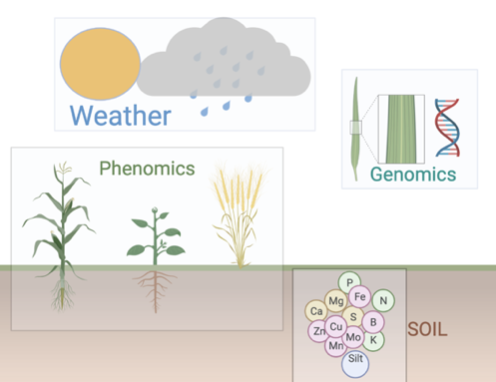 Weather
Genomics
Phenomics
P
Mg
Fe
N
Ca
S
Zn
Cu
B
Mn
Mo
K
Silt
SOIL